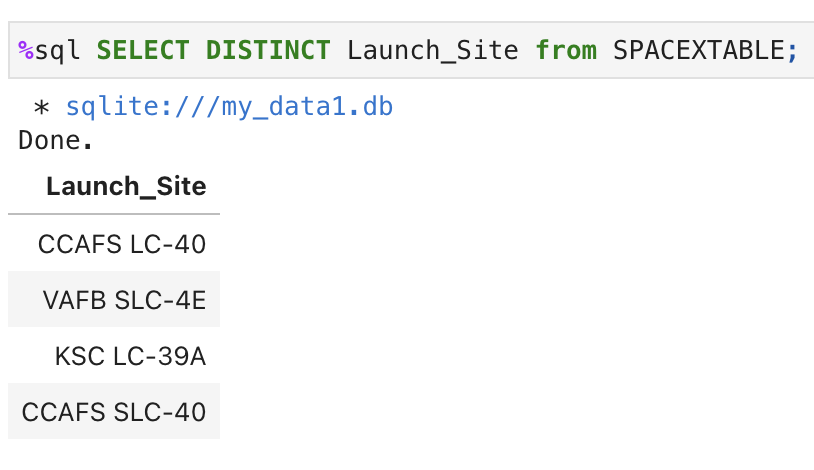 %sql SELECT DISTINCT Launch_Site from SPACEXTABLE;
* sqlite:///my_data1.db
Done.
Launch_Site
CCAFS LC-40
VAFB SLC-4E
KSC LC-39A
CCAFS SLC-40